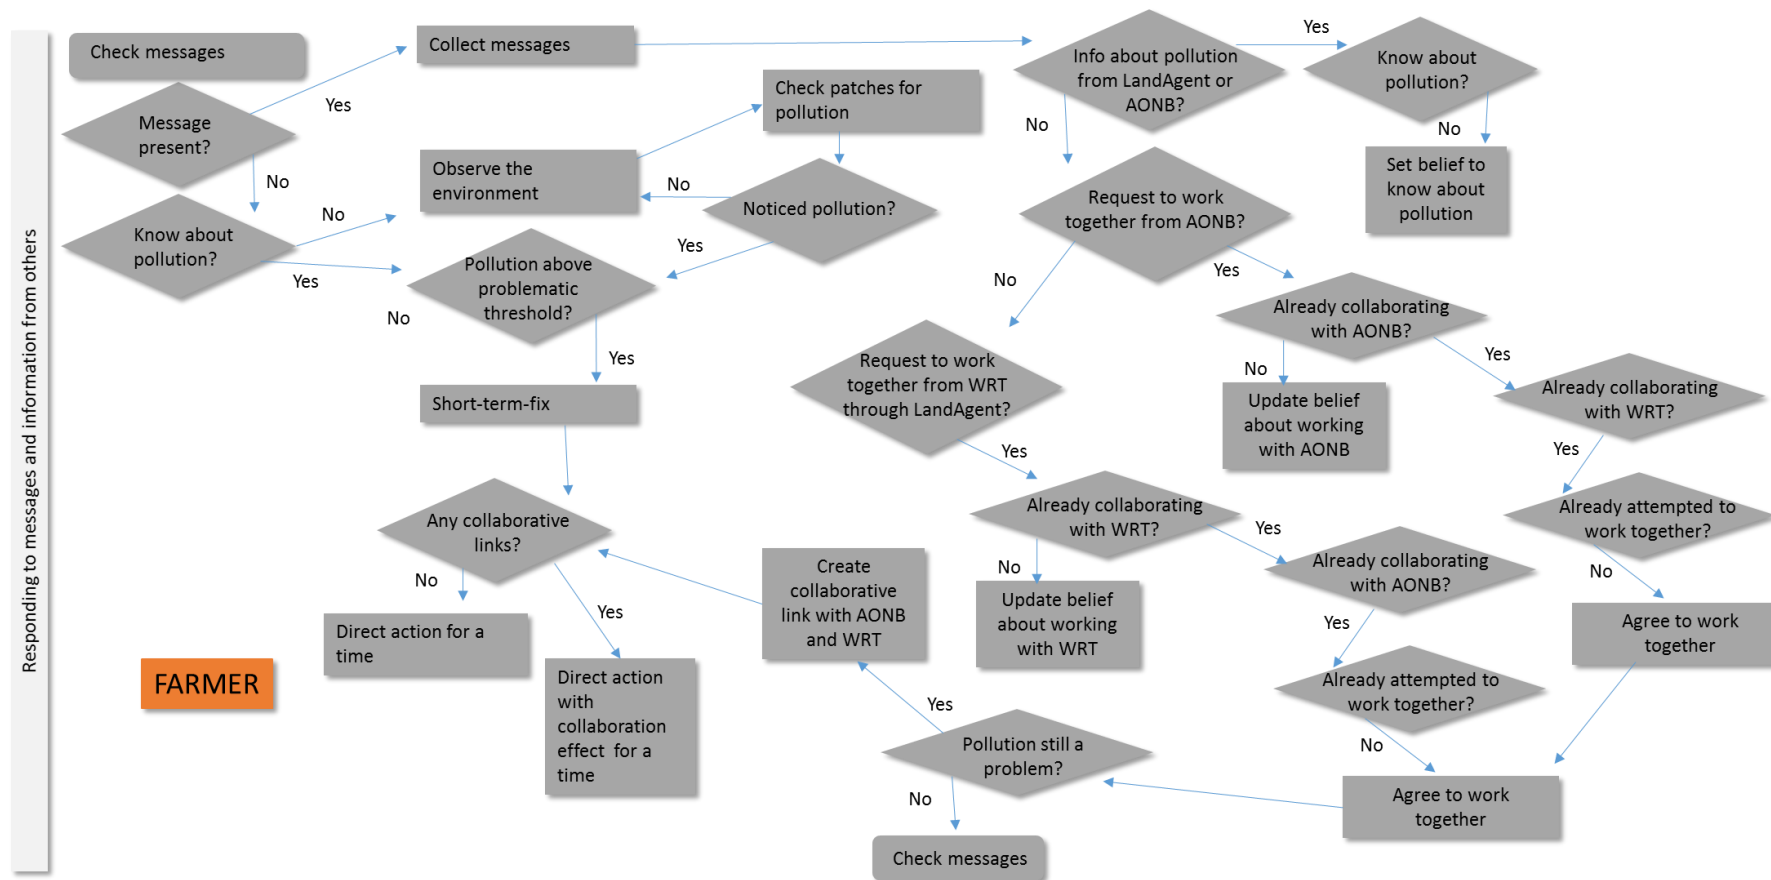 Responding to messages and information from others
Check messages
Message
present?
Yes
No
Know about
pollution?
No
Yes
Collect messages
Check patches for
pollution
Observe the
environment
No
Noticed pollution?
Yes
Pollution above
problematic
threshold?
No
Yes
Short-term-fix
Any collaborative
links?
No
Yes
Direct action for a
time
Direct action
with
collaboration
effect for a
time
FARMER
Info about pollution
from LandAgent or
AONB?
Yes
No
Know about
pollution?
No
Set belief to
know about
pollution
Request to work
together from AONB?
No
Yes
Already collaborating
with AONB?
No
Yes
Update belief
about working
with AONB
Already collaborating
with WRT?
Yes
Already attempted to
work together?
No
Agree to work
together
Request to work
together from WRT
through LandAgent?
Yes
Already collaborating
with WRT?
No
Yes
Update belief
about working
with WRT
Already collaborating
with AONB?
Yes
Already attempted to
work together?
No
Agree to work
together
Pollution still a
problem?
Yes
No
Create
collaborative
link with AONB
and WRT
Check messages